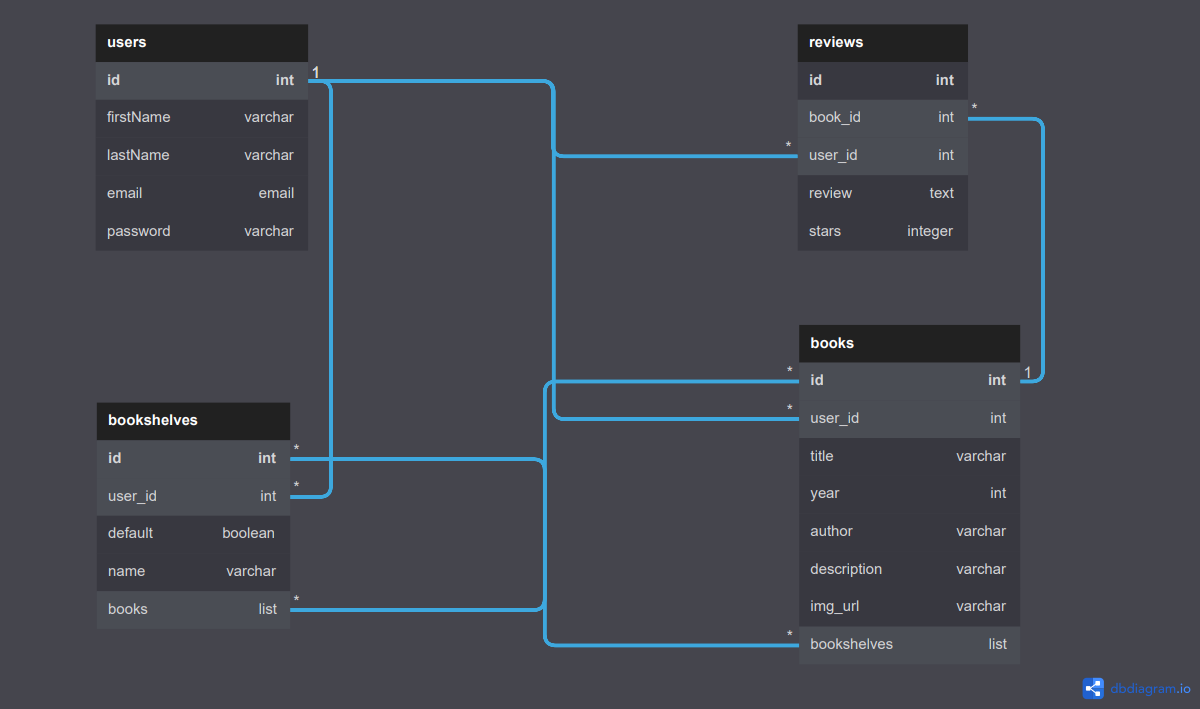 users
id int 1
firstName varchar
lastName varchar
email email
password varchar
reviews
id int
book_id int *
* user_id int
review text
stars integer
bookshelves
id int *
user_id int *
default boolean
name varchar
books list *
books
* id int 1
* user_id int
title varchar
year int
author varchar
description varchar
img_url varchar
* bookshelves list
dbdiagram.io